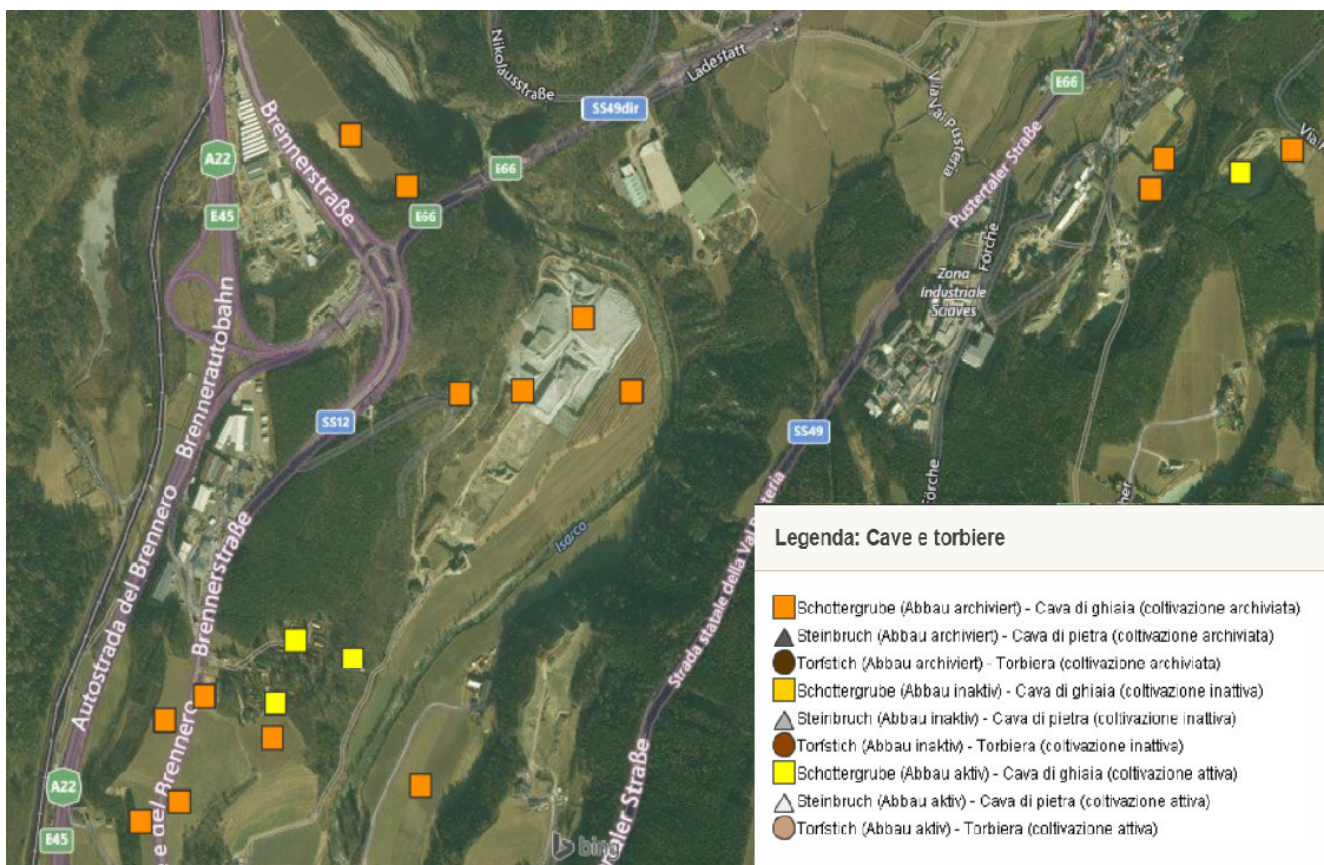 Nikolausstraße
Ladestatt
SS49dir
E66
Via Val Pusteria
E66
A22
E45
Brennerstraße
E66
Pustertaler Straße
Förche
Zona
Industriale
Sciaves
Brennerautobahn
SS12
SS49
Förche
Isarco
Strada statale della Val Pusteria
Brennerstraße
Autostrada del Brennero
e del Brennero
A22
E45
taler Straße
bing
Legenda: Cave e torbiere
Schottergrube (Abbau archiviert) - Cava di ghiaia (coltivazione archiviata)
Steinbruch (Abbau archiviert) - Cava di pietra (coltivazione archiviata)
Torfstich (Abbau archiviert) - Torbiera (coltivazione archiviata)
Schottergrube (Abbau inaktiv) - Cava di ghiaia (coltivazione inattiva)
Steinbruch (Abbau inaktiv) - Cava di pietra (coltivazione inattiva)
Torfstich (Abbau inaktiv) - Torbiera (coltivazione inattiva)
Schottergrube (Abbau aktiv) - Cava di ghiaia (coltivazione attiva)
Steinbruch (Abbau aktiv) - Cava di pietra (coltivazione attiva)
Torfstich (Abbau aktiv) - Torbiera (coltivazione attiva)